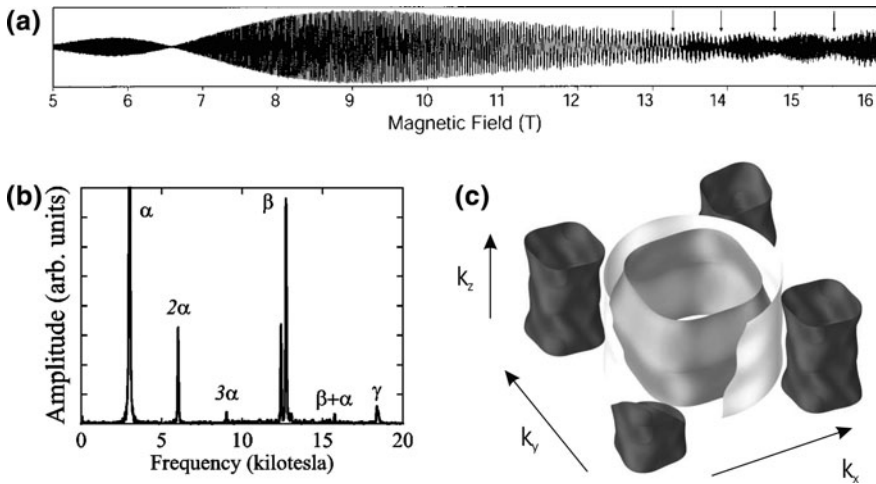 (a)
5 6 7 8 9 10 11 12 13 14 15 16
Magnetic Field (T)
(b)
Amplitude (arb. units)
α
2α
3α
β
β+α
γ
0 5 10 15 20
Frequency (kilotesla)
(c)
k_z
k_y
k_x